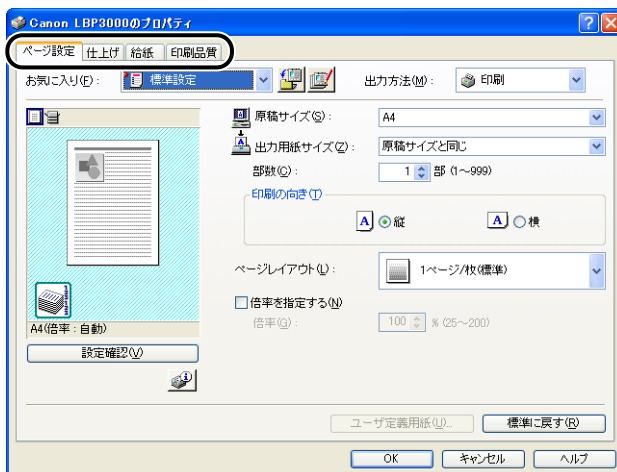 Canon LBP3000のプロパティ
ページ設定 仕上げ 給紙 印刷品質
お気に入り(F): 標準設定 出力方法(M): 印刷
原稿サイズ(S): A4
出力用紙サイズ(Z): 原稿サイズと同じ
部数(C): 1 部 (1～999)
印刷の向き(T)
A 縦 A 横
ページレイアウト(L): 1ページ/枚(標準)
倍率を指定する(N)
倍率(G): 100 % (25～200)
A4(倍率：自動)
設定確認(V)
ユーザ定義用紙(U)... 標準に戻す(R)
OK キャンセル ヘルプ